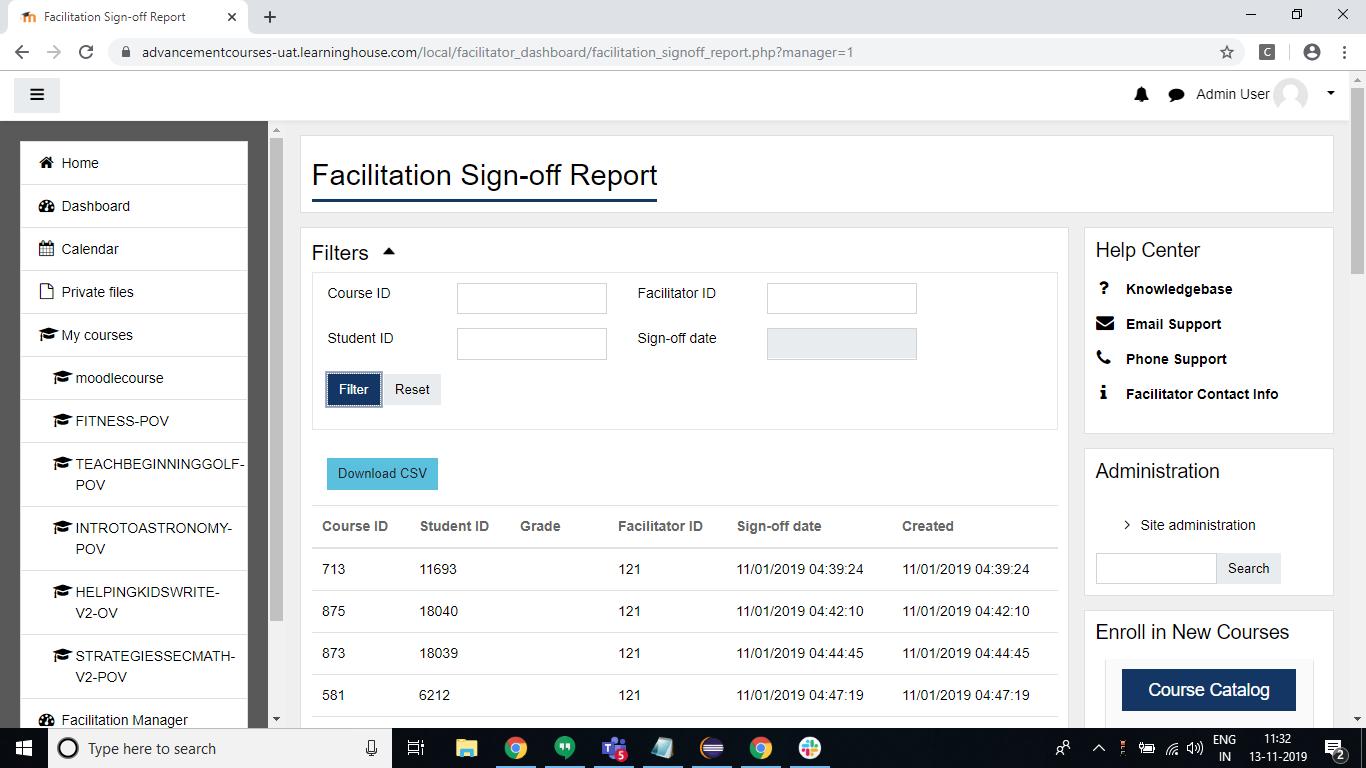 Facilitation Sign-off Report
advancementcourses-uat.learninghouse.com/local/facilitator_dashboard/facilitation_signoff_report.php?manager=1
C
Admin User
Home
Dashboard
Calendar
Private files
My courses
moodlecourse
FITNESS-POV
TEACHBEGINNINGGOLF-
POV
INTROTOASTRONOMY-
POV
HELPINGKIDSWRITE-
V2-OV
STRATEGIESSECMATH-
V2-POV
Facilitation Manager
Facilitation Sign-off Report
Filters
Course ID
Facilitator ID
Student ID
Sign-off date
Filter
Reset
Download CSV
Course ID Student ID Grade Facilitator ID Sign-off date Created
713 11693 121 11/01/2019 04:39:24 11/01/2019 04:39:24
875 18040 121 11/01/2019 04:42:10 11/01/2019 04:42:10
873 18039 121 11/01/2019 04:44:45 11/01/2019 04:44:45
581 6212 121 11/01/2019 04:47:19 11/01/2019 04:47:19
Help Center
? Knowledgebase
Email Support
Phone Support
Facilitator Contact Info
Administration
Site administration
Search
Enroll in New Courses
Course Catalog
Type here to search
5
ENG
IN
11:32
13-11-2019
2